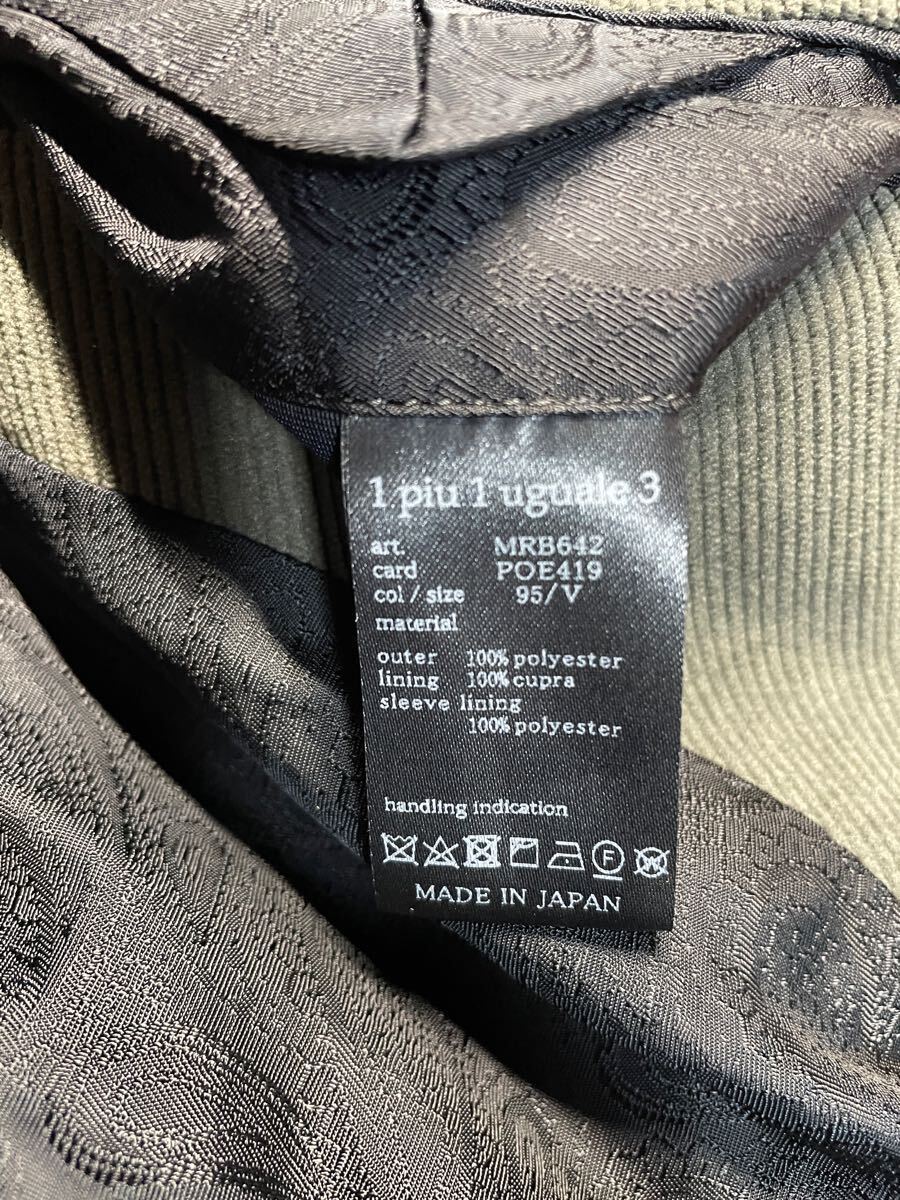 1 piu 1 uguale 3
art. MRB642
card POE419
col / size 95/V
material
outer 100% polyester
lining 100% cupra
sleeve lining
100% polyester
handling indication
F W
MADE IN JAPAN